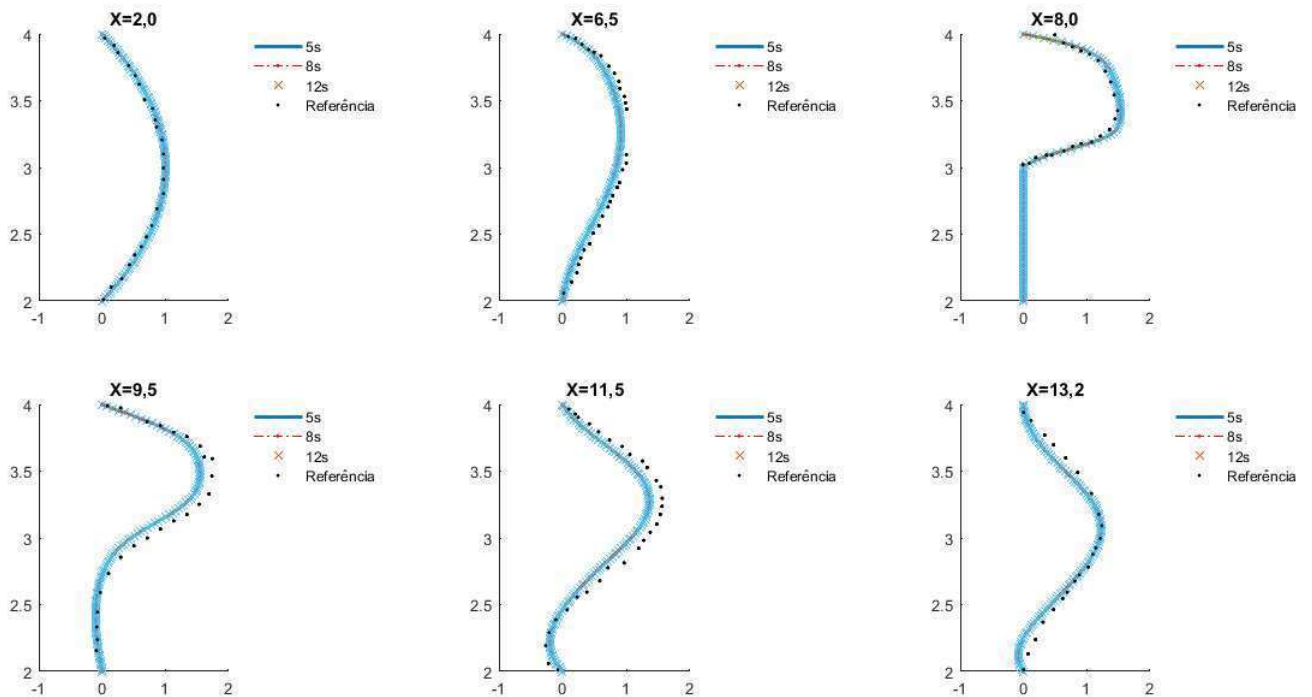 X=2,0
4
3.5
3
2.5
2
-1 0 1 2
5s
8s
12s
Referência
X=6,5
4
3.5
3
2.5
2
-1 0 1 2
5s
8s
12s
Referência
X=8,0
4
3.5
3
2.5
2
-1 0 1 2
5s
8s
12s
Referência
X=9,5
4
3.5
3
2.5
2
-1 0 1 2
5s
8s
12s
Referência
X=11,5
4
3.5
3
2.5
2
-1 0 1 2
5s
8s
12s
Referência
X=13,2
4
3.5
3
2.5
2
-1 0 1 2
5s
8s
12s
Referência